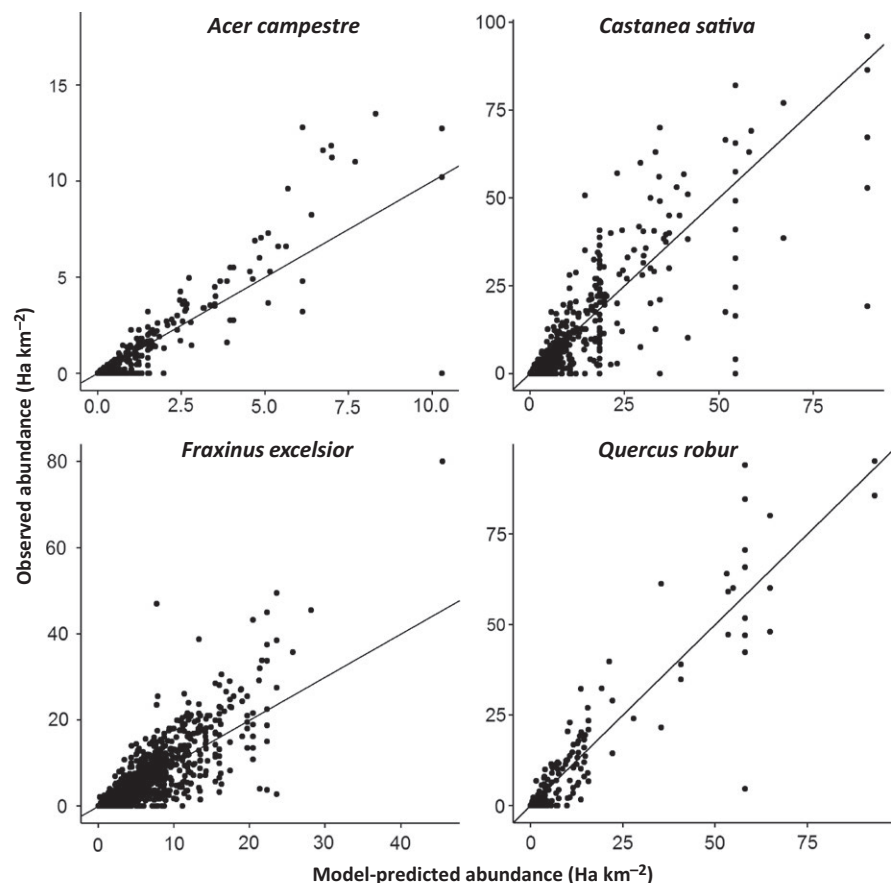 Acer campestre
Castanea sativa
15
10
5
0
0.0 2.5 5.0 7.5 10.0
100
75
50
25
0
0 25 50 75
Fraxinus excelsior
Quercus robur
80
60
40
20
0
0 10 20 30 40
75
50
25
0
0 25 50 75
Observed abundance (Ha km⁻²)
Model-predicted abundance (Ha km⁻²)